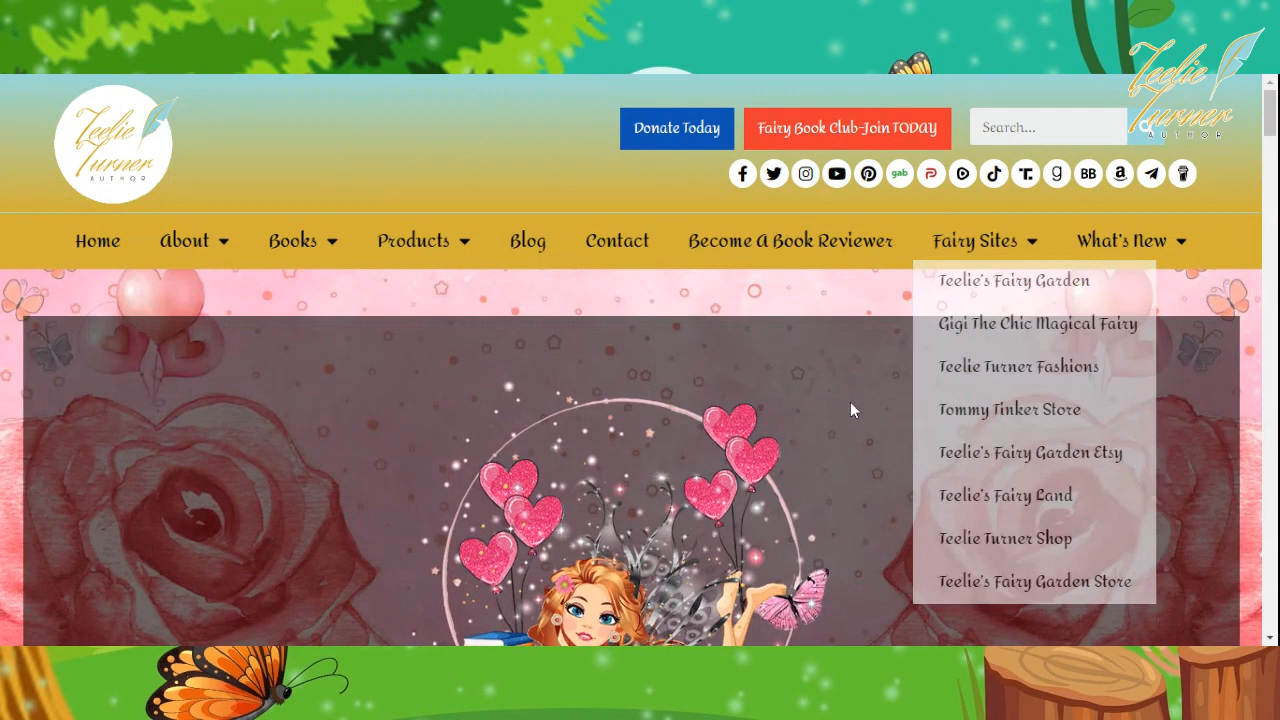 Teelie
Turner
AUTHOR
Teelie
Turner
AUTHOR
Donate Today
Fairy Book Club-Join TODAY
Search...
gab
BB
Home
About
Books
Products
Blog
Contact
Become A Book Reviewer
Fairy Sites
What's New
Teelie's Fairy Garden
Gigi The Chic Magical Fairy
Teelie Turner Fashions
Tommy Tinker Store
Teelie's Fairy Garden Etsy
Teelie's Fairy Land
Teelie Turner Shop
Teelie's Fairy Garden Store